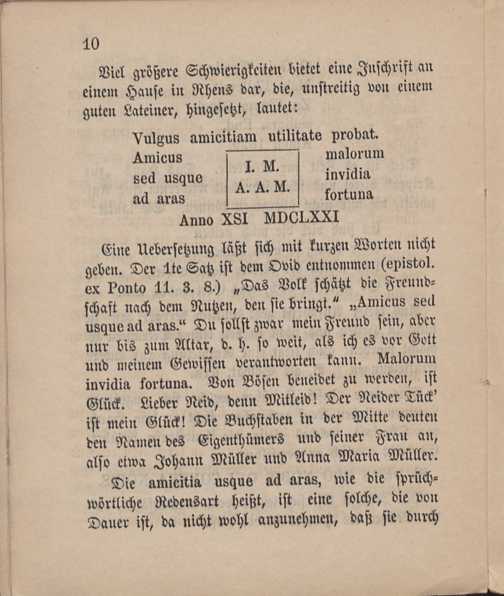 10
Viel größere Schwierigkeiten bietet eine Inschrift an
einem Hause in Rhens dar, die, unstreitig von einem
guten Lateiner, hingesetzt, lautet:
Vulgus amicitiam utilitate probat.
Amicus malorum
I. M.
sed usque invidia
A. A. M.
ad aras fortuna
Anno XSI MDCLXXI
Eine Uebersetzung läßt sich mit kurzen Worten nicht
geben. Der 1te Satz ist dem Ovid entnommen (epistol.
ex Ponto 11. 3. 8.) „Das Volk schätzt die Freund-
schaft nach dem Nutzen, den sie bringt.“ „Amicus sed
usque ad aras.“ Du sollst zwar mein Freund sein, aber
nur bis zum Altar, d. h. so weit, als ich es vor Gott
und meinem Gewissen verantworten kann. Malorum
invidia fortuna. Von Bösen beneidet zu werden, ist
Glück. Lieber Neid, denn Mitleid! Der Neider Tück'
ist mein Glück! Die Buchstaben in der Mitte deuten
den Namen des Eigenthümers und seiner Frau an,
also etwa Johann Müller und Anna Maria Müller.
Die amicitia usque ad aras, wie die sprüch-
wörtliche Redensart heißt, ist eine solche, die von
Dauer ist, da nicht wohl anzunehmen, daß sie durch